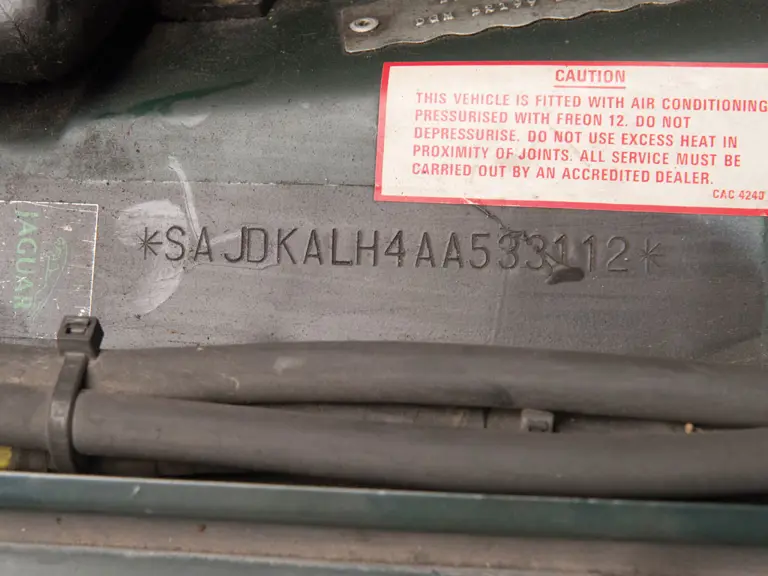 CAUTION
THIS VEHICLE IS FITTED WITH AIR CONDITIONING
PRESSURISED WITH FREON 12. DO NOT
DEPRESSURISE. DO NOT USE EXCESS HEAT IN
PROXIMITY OF JOINTS. ALL SERVICE MUST BE
CARRIED OUT BY AN ACCREDITED DEALER.
CAC 4240
*SAJDKALH4AA533112*
JAGUAR